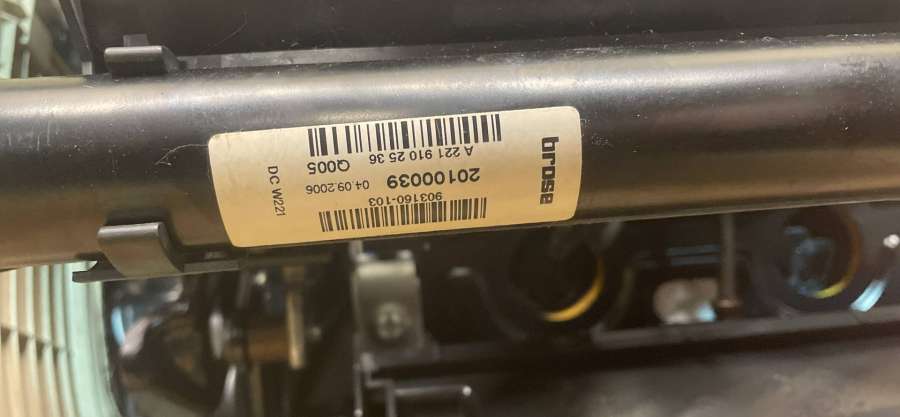 brose
903160-103
20100039
04.09.2006 Q005
A 221 910 25 36
DC W221